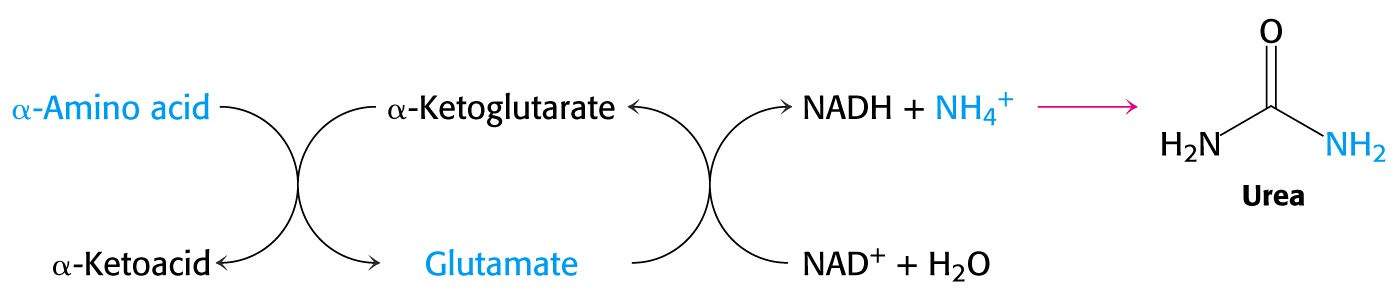 O
α-Amino acid α-Ketoglutarate NADH + NH₄⁺
H₂N NH₂
Urea
α-Ketoacid Glutamate NAD⁺ + H₂O